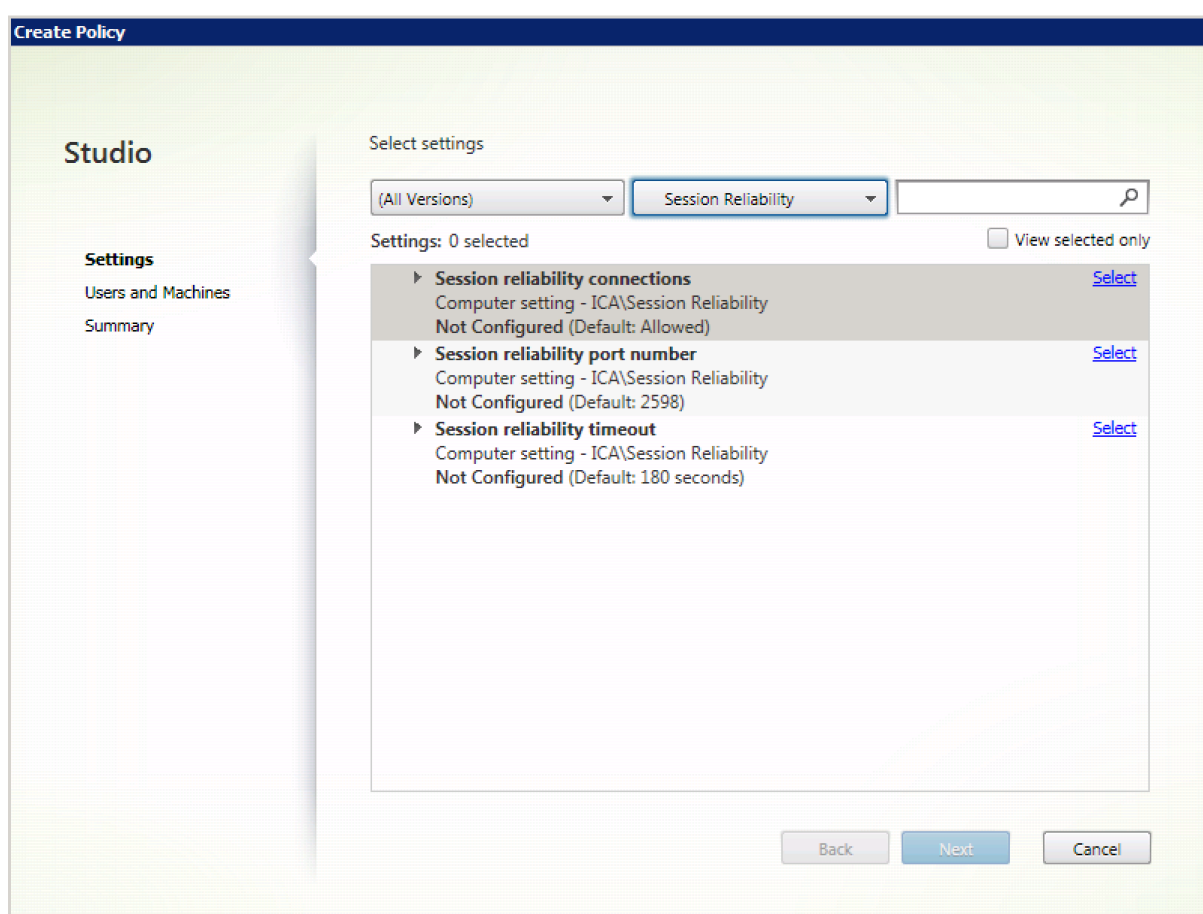 Create Policy
Studio
Settings
Users and Machines
Summary
Select settings
(All Versions)
Session Reliability
Settings: 0 selected
View selected only
Session reliability connections
Select
Computer setting - ICA\Session Reliability
Not Configured (Default: Allowed)
Session reliability port number
Select
Computer setting - ICA\Session Reliability
Not Configured (Default: 2598)
Session reliability timeout
Select
Computer setting - ICA\Session Reliability
Not Configured (Default: 180 seconds)
Back
Next
Cancel